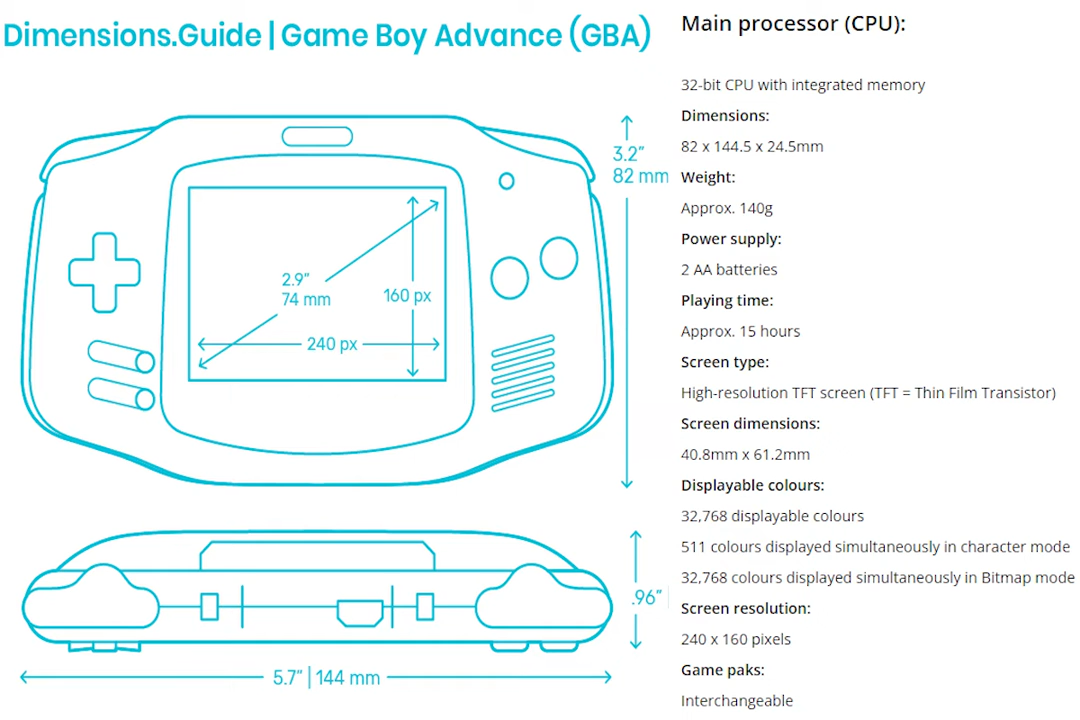 Dimensions.Guide | Game Boy Advance (GBA)
3.2"
82 mm
2.9"
74 mm
160 px
240 px
.96"
5.7" | 144 mm
Main processor (CPU):
32-bit CPU with integrated memory
Dimensions:
82 x 144.5 x 24.5mm
Weight:
Approx. 140g
Power supply:
2 AA batteries
Playing time:
Approx. 15 hours
Screen type:
High-resolution TFT screen (TFT = Thin Film Transistor)
Screen dimensions:
40.8mm x 61.2mm
Displayable colours:
32,768 displayable colours
511 colours displayed simultaneously in character mode
32,768 colours displayed simultaneously in Bitmap mode
Screen resolution:
240 x 160 pixels
Game paks:
Interchangeable